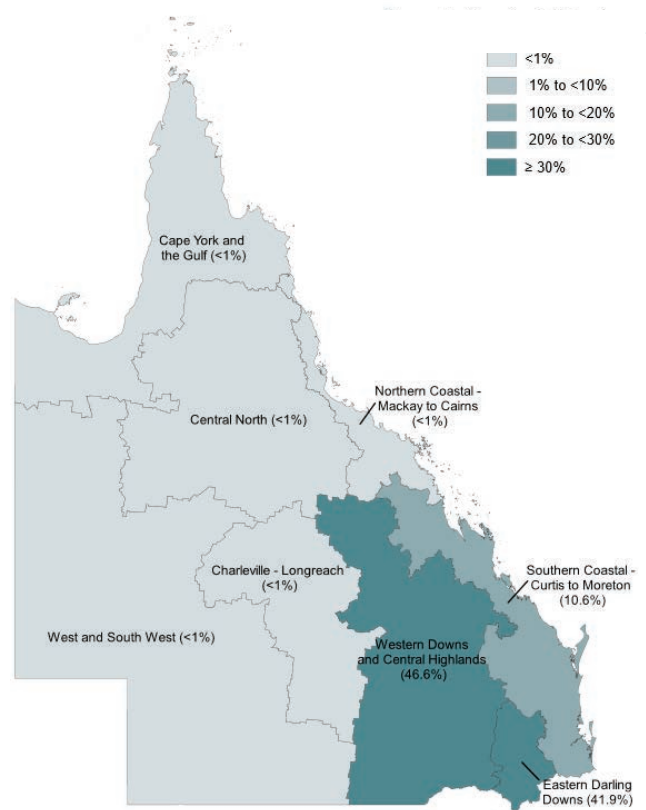 <1%
1% to <10%
10% to <20%
20% to <30%
≥ 30%
Cape York and
the Gulf (<1%)
Northern Coastal -
Mackay to Cairns
(<1%)
Central North (<1%)
Charleville - Longreach
(<1%)
Southern Coastal -
Curtis to Moreton
(10.6%)
West and South West (<1%)
Western Downs
and Central Highlands
(46.6%)
Eastern Darling
Downs (41.9%)